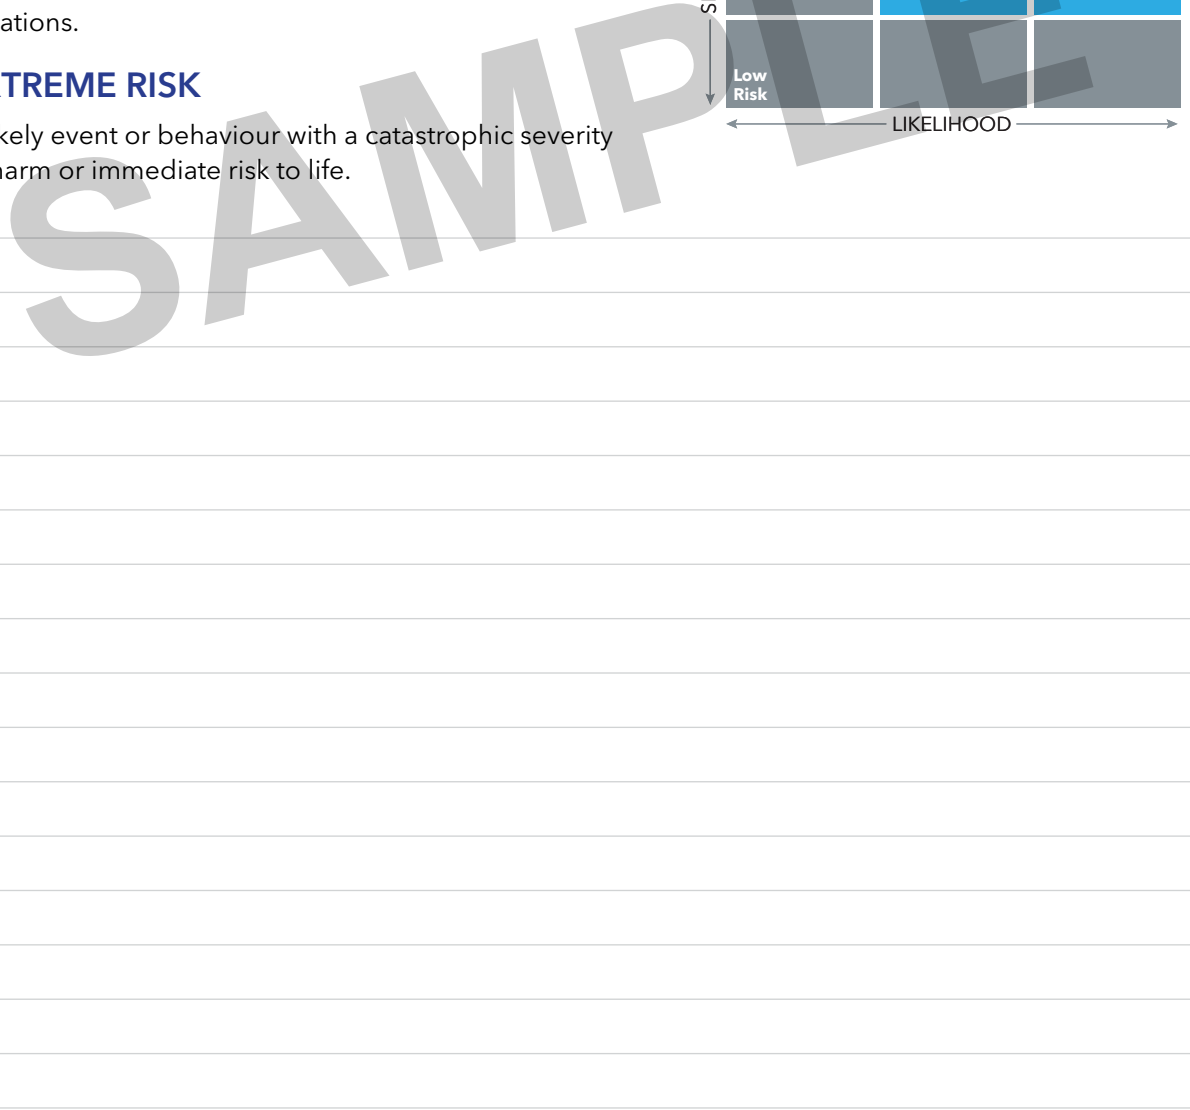 ations.
TREME RISK
kely event or behaviour with a catastrophic severity
harm or immediate risk to life.
Low
Risk
LIKELIHOOD
SAMPLE